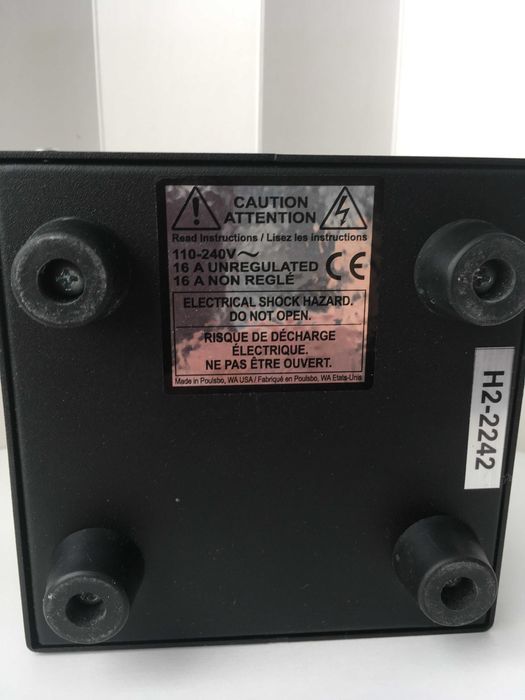 CAUTION
ATTENTION
Read Instructions / Lisez les instructions
110-240V~
16 A UNREGULATED
16 A NON REGLÉ
CE
ELECTRICAL SHOCK HAZARD.
DO NOT OPEN.
RISQUE DE DÉCHARGE
ÉLECTRIQUE.
NE PAS ÊTRE OUVERT.
Made in Poulsbo, WA USA / Fabriqué en Poulsbo, WA Etats-Unis
H2-2242